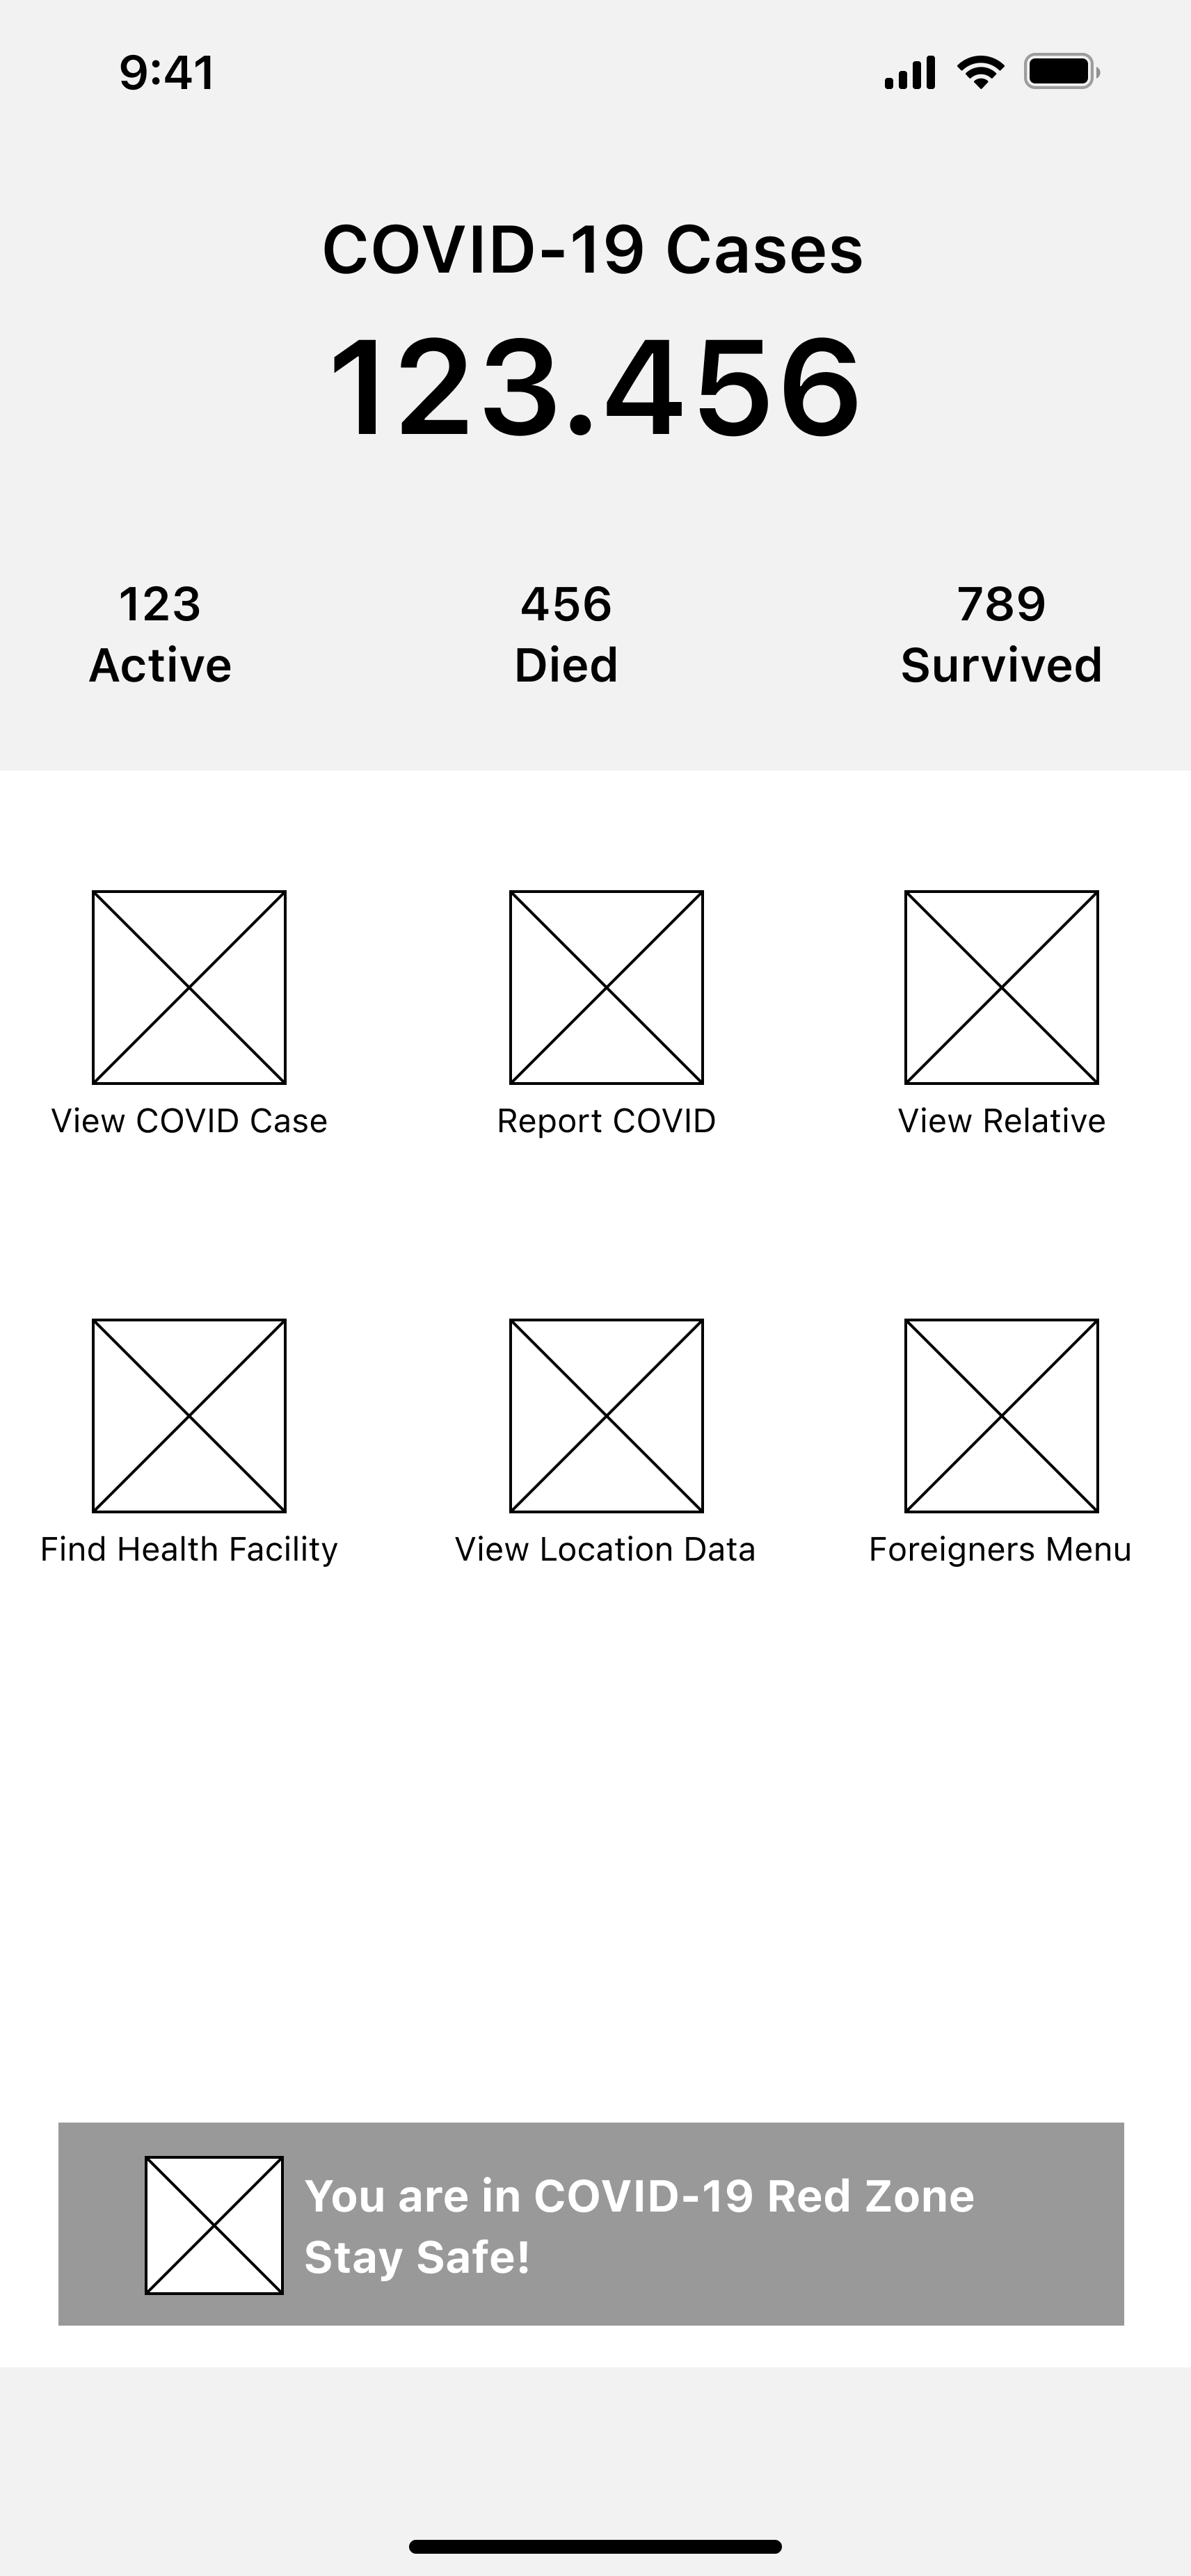 9:41
COVID-19 Cases
123.456
123
Active
456
Died
789
Survived
View COVID Case
Report COVID
View Relative
Find Health Facility
View Location Data
Foreigners Menu
You are in COVID-19 Red Zone
Stay Safe!